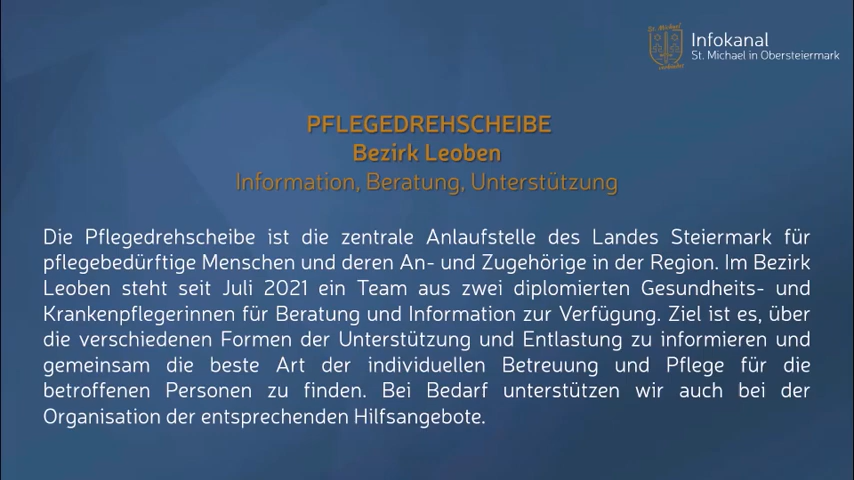 Infokanal
St. Michael in Obersteiermark
PFLEGEDREHSCHEIBE
Bezirk Leoben
Information, Beratung, Unterstützung
Die Pflegedrehscheibe ist die zentrale Anlaufstelle des Landes Steiermark für
pflegebedürftige Menschen und deren An- und Zugehörige in der Region. Im Bezirk
Leoben steht seit Juli 2021 ein Team aus zwei diplomierten Gesundheits- und
Krankenpflegerinnen für Beratung und Information zur Verfügung. Ziel ist es, über
die verschiedenen Formen der Unterstützung und Entlastung zu informieren und
gemeinsam die beste Art der individuellen Betreuung und Pflege für die
betroffenen Personen zu finden. Bei Bedarf unterstützen wir auch bei der
Organisation der entsprechenden Hilfsangebote.